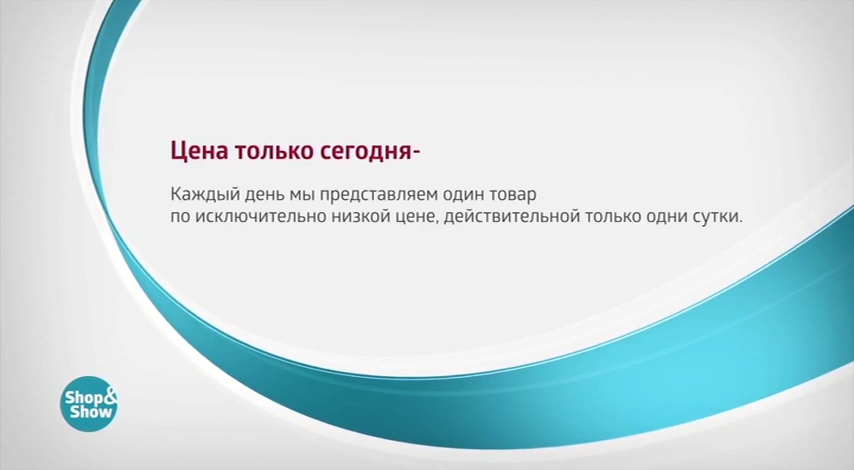 Цена только сегодня-
Каждый день мы представляем один товар
по исключительно низкой цене, действительной только одни сутки.
Shop&
Show